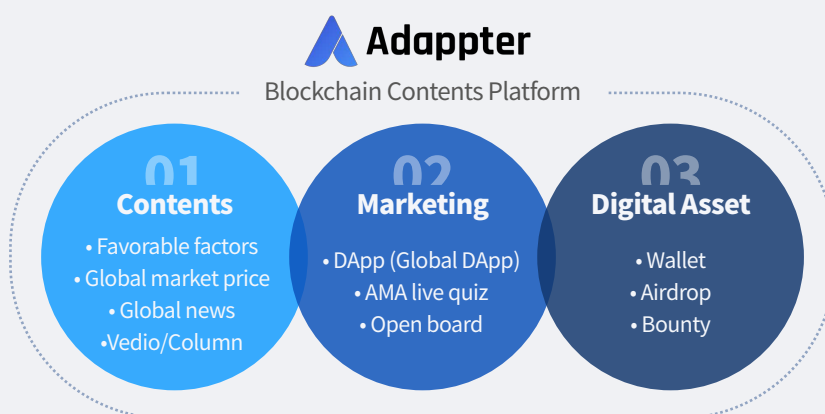 Adappter
Blockchain Contents Platform
01
Contents
• Favorable factors
• Global market price
• Global news
•Vedio/Column
02
Marketing
• DApp (Global DApp)
• AMA live quiz
• Open board
03
Digital Asset
• Wallet
• Airdrop
• Bounty